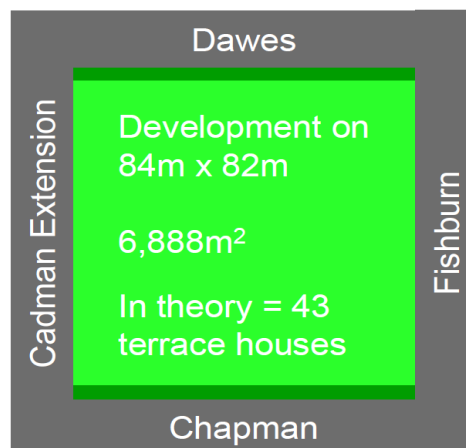 Dawes
Cadman Extension
Development on
84m x 82m
6,888m²
In theory = 43
terrace houses
Fishburn
Chapman